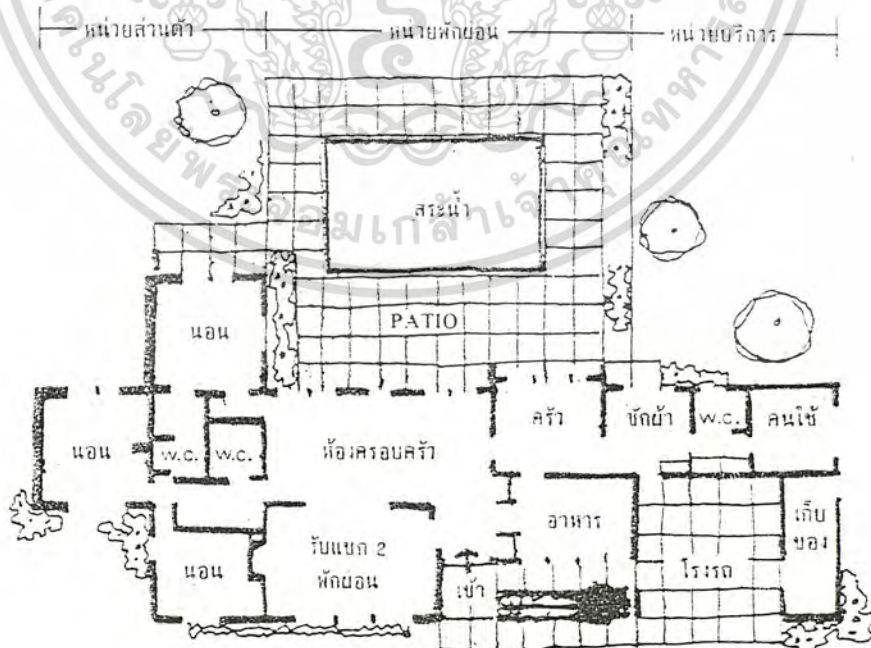 หน่วยส่วนตัว
หน่วยพักผ่อน
หน่วยบริการ
สระน้ำ
PATIO
นอน
นอน
w.c.
w.c.
ห้องครอบครัว
ครัว
ซักผ้า
w.c.
คนใช้
นอน
รับแขก 2
พักผ่อน
เข้า
อาหาร
โรงรถ
เก็บ
ของ